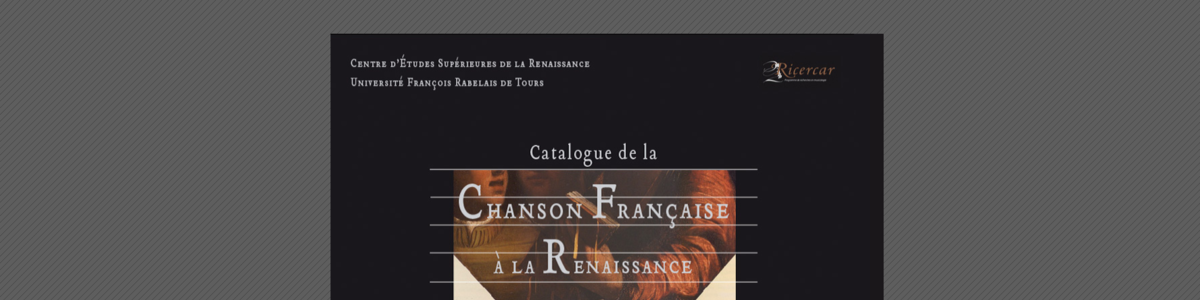 Centre d'Études Supérieures de la Renaissance
Université François Rabelais de Tours
Ricercar
Catalogue de la
Chanson Française
à la Renaissance